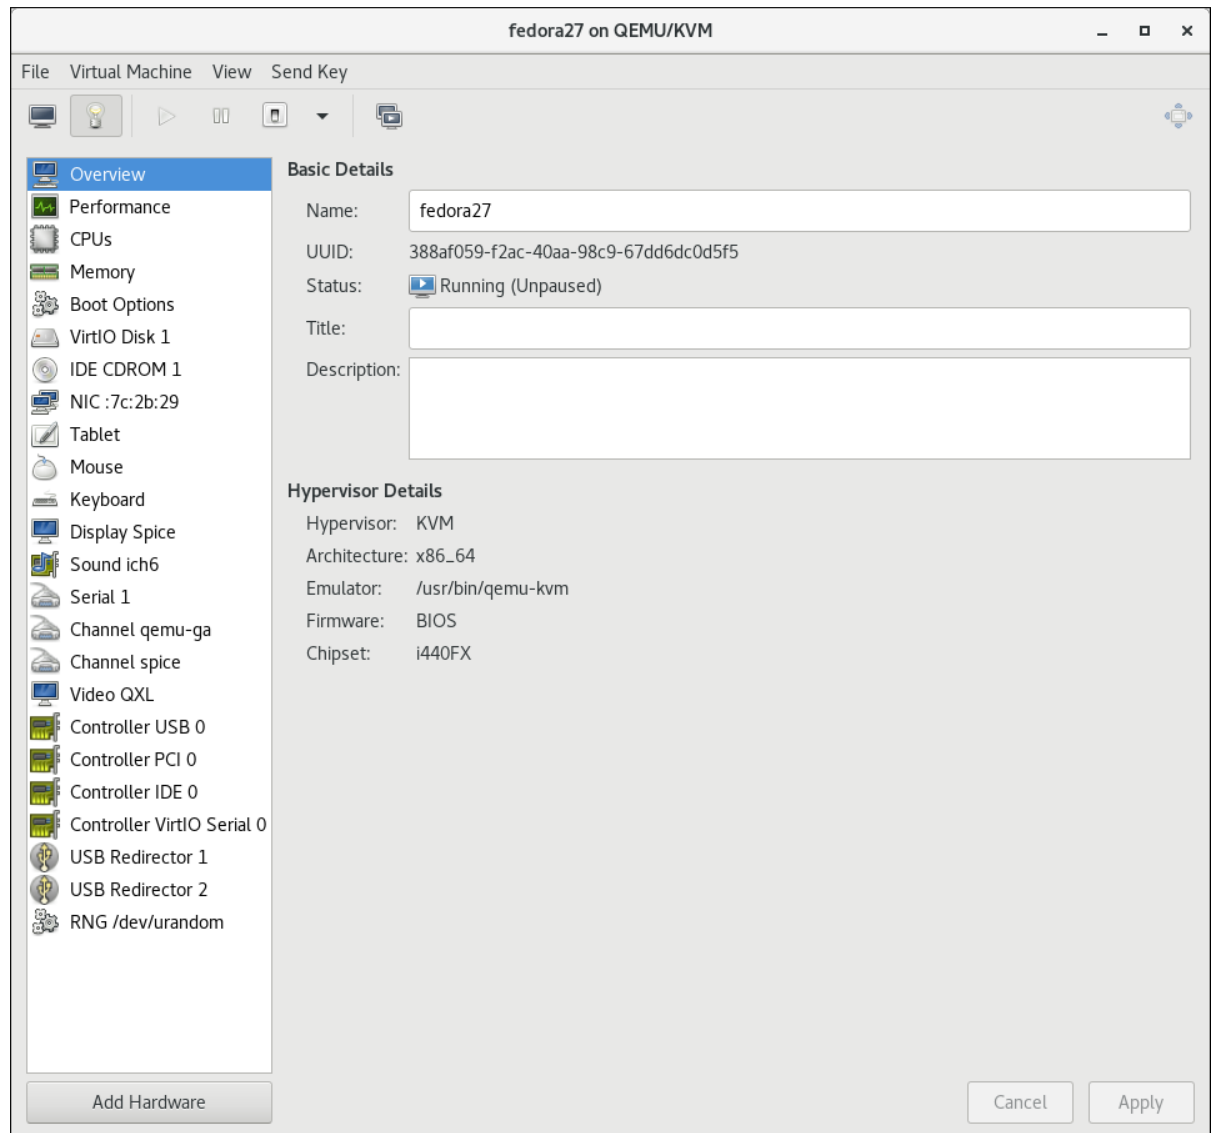 fedora27 on QEMU/KVM
File Virtual Machine View Send Key
Overview
Performance
CPUs
Memory
Boot Options
VirtIO Disk 1
IDE CDROM 1
NIC :7c:2b:29
Tablet
Mouse
Keyboard
Display Spice
Sound ich6
Serial 1
Channel qemu-ga
Channel spice
Video QXL
Controller USB 0
Controller PCI 0
Controller IDE 0
Controller VirtIO Serial 0
USB Redirector 1
USB Redirector 2
RNG /dev/urandom
Add Hardware
Basic Details
Name: fedora27
UUID: 388af059-f2ac-40aa-98c9-67dd6dc0d5f5
Status: Running (Unpaused)
Title:
Description:
Hypervisor Details
Hypervisor: KVM
Architecture: x86_64
Emulator: /usr/bin/qemu-kvm
Firmware: BIOS
Chipset: i440FX
Cancel Apply